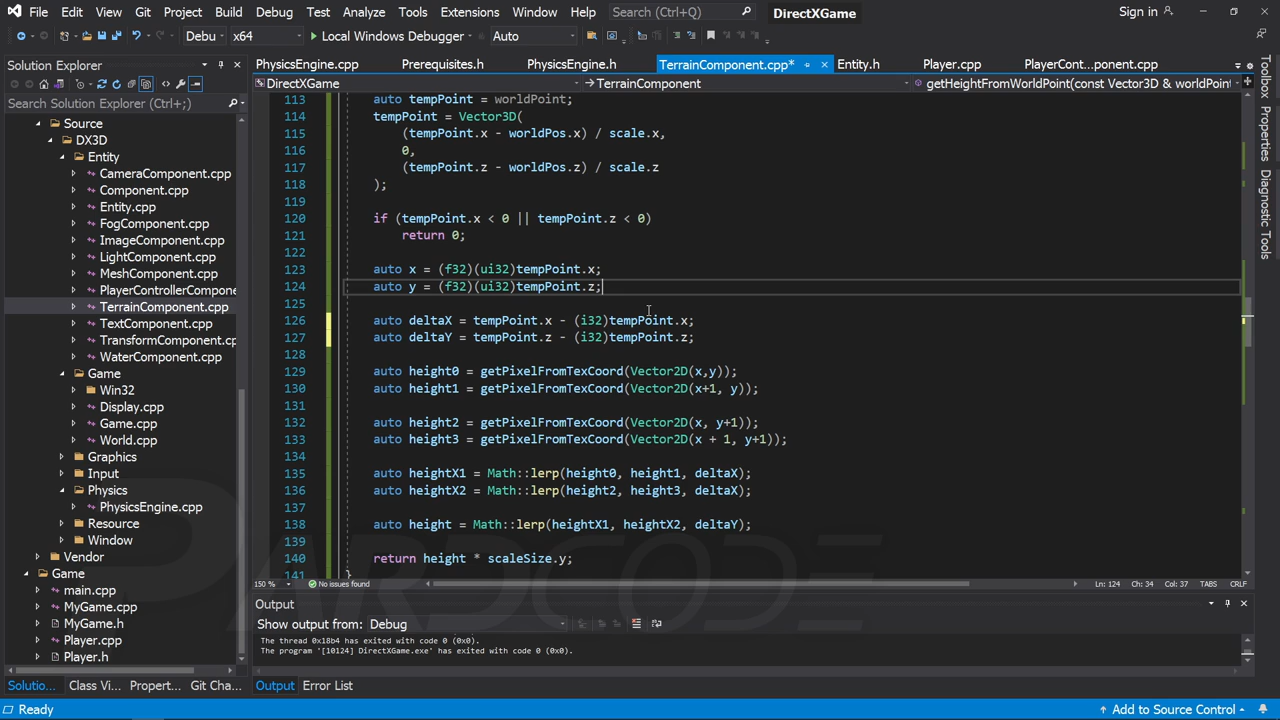 File Edit View Git Project Build Debug Test Analyze Tools Extensions Window Help Search (Ctrl+Q) DirectXGame Sign in
Debu x64 Local Windows Debugger Auto
Solution Explorer
Search Solution Explorer (Ctrl+;)
Source
DX3D
Entity
CameraComponent.cpp
Component.cpp
Entity.cpp
FogComponent.cpp
ImageComponent.cpp
LightComponent.cpp
MeshComponent.cpp
PlayerControllerCompone
TerrainComponent.cpp
TextComponent.cpp
TransformComponent.cpp
WaterComponent.cpp
Game
Win32
Display.cpp
Game.cpp
World.cpp
Graphics
Input
Physics
PhysicsEngine.cpp
Resource
Window
Vendor
Game
main.cpp
MyGame.cpp
MyGame.h
Player.cpp
Player.h
Solutio... Class Vi... Propert... Git Cha...
PhysicsEngine.cpp Prerequisites.h PhysicsEngine.h TerrainComponent.cpp* Entity.h Player.cpp PlayerCont...ponent.cpp
DirectXGame TerrainComponent getHeightFromWorldPoint(const Vector3D & worldPoint
113 auto tempPoint = worldPoint;
114 tempPoint = Vector3D(
115 (tempPoint.x - worldPos.x) / scale.x,
116 0,
117 (tempPoint.z - worldPos.z) / scale.z
118 );
119
120 if (tempPoint.x < 0 || tempPoint.z < 0)
121 return 0;
122
123 auto x = (f32)(ui32)tempPoint.x;
124 auto y = (f32)(ui32)tempPoint.z;
125
126 auto deltaX = tempPoint.x - (i32)tempPoint.x;
127 auto deltaY = tempPoint.z - (i32)tempPoint.z;
128
129 auto height0 = getPixelFromTexCoord(Vector2D(x,y));
130 auto height1 = getPixelFromTexCoord(Vector2D(x+1, y));
131
132 auto height2 = getPixelFromTexCoord(Vector2D(x, y+1));
133 auto height3 = getPixelFromTexCoord(Vector2D(x + 1, y+1));
134
135 auto heightX1 = Math::lerp(height0, height1, deltaX);
136 auto heightX2 = Math::lerp(height2, height3, deltaX);
137
138 auto height = Math::lerp(heightX1, heightX2, deltaY);
139
140 return height * scaleSize.y;
141 }
150 % No issues found Ln: 124 Ch: 34 Col: 37 TABS CRLF
PARDCODE
Output
Show output from: Debug
The thread 0x18b4 has exited with code 0 (0x0).
The program '[10124] DirectXGame.exe' has exited with code 0 (0x0).
Output Error List
Toolbox
Properties
Diagnostic Tools
Ready Add to Source Control